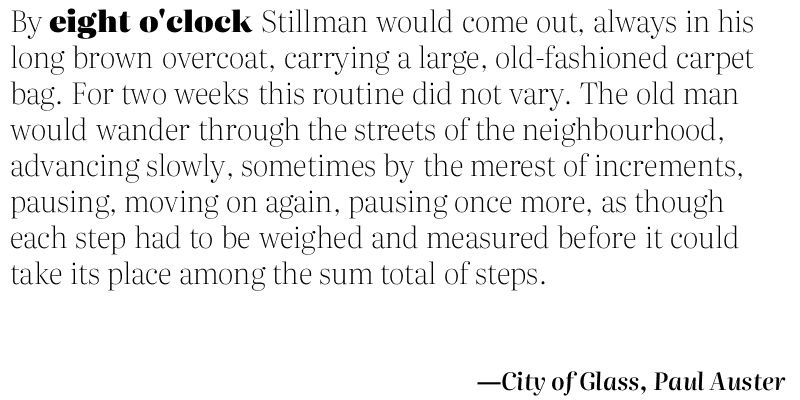 By eight o'clock Stillman would come out, always in his
long brown overcoat, carrying a large, old-fashioned carpet
bag. For two weeks this routine did not vary. The old man
would wander through the streets of the neighbourhood,
advancing slowly, sometimes by the merest of increments,
pausing, moving on again, pausing once more, as though
each step had to be weighed and measured before it could
take its place among the sum total of steps.
—City of Glass, Paul Auster